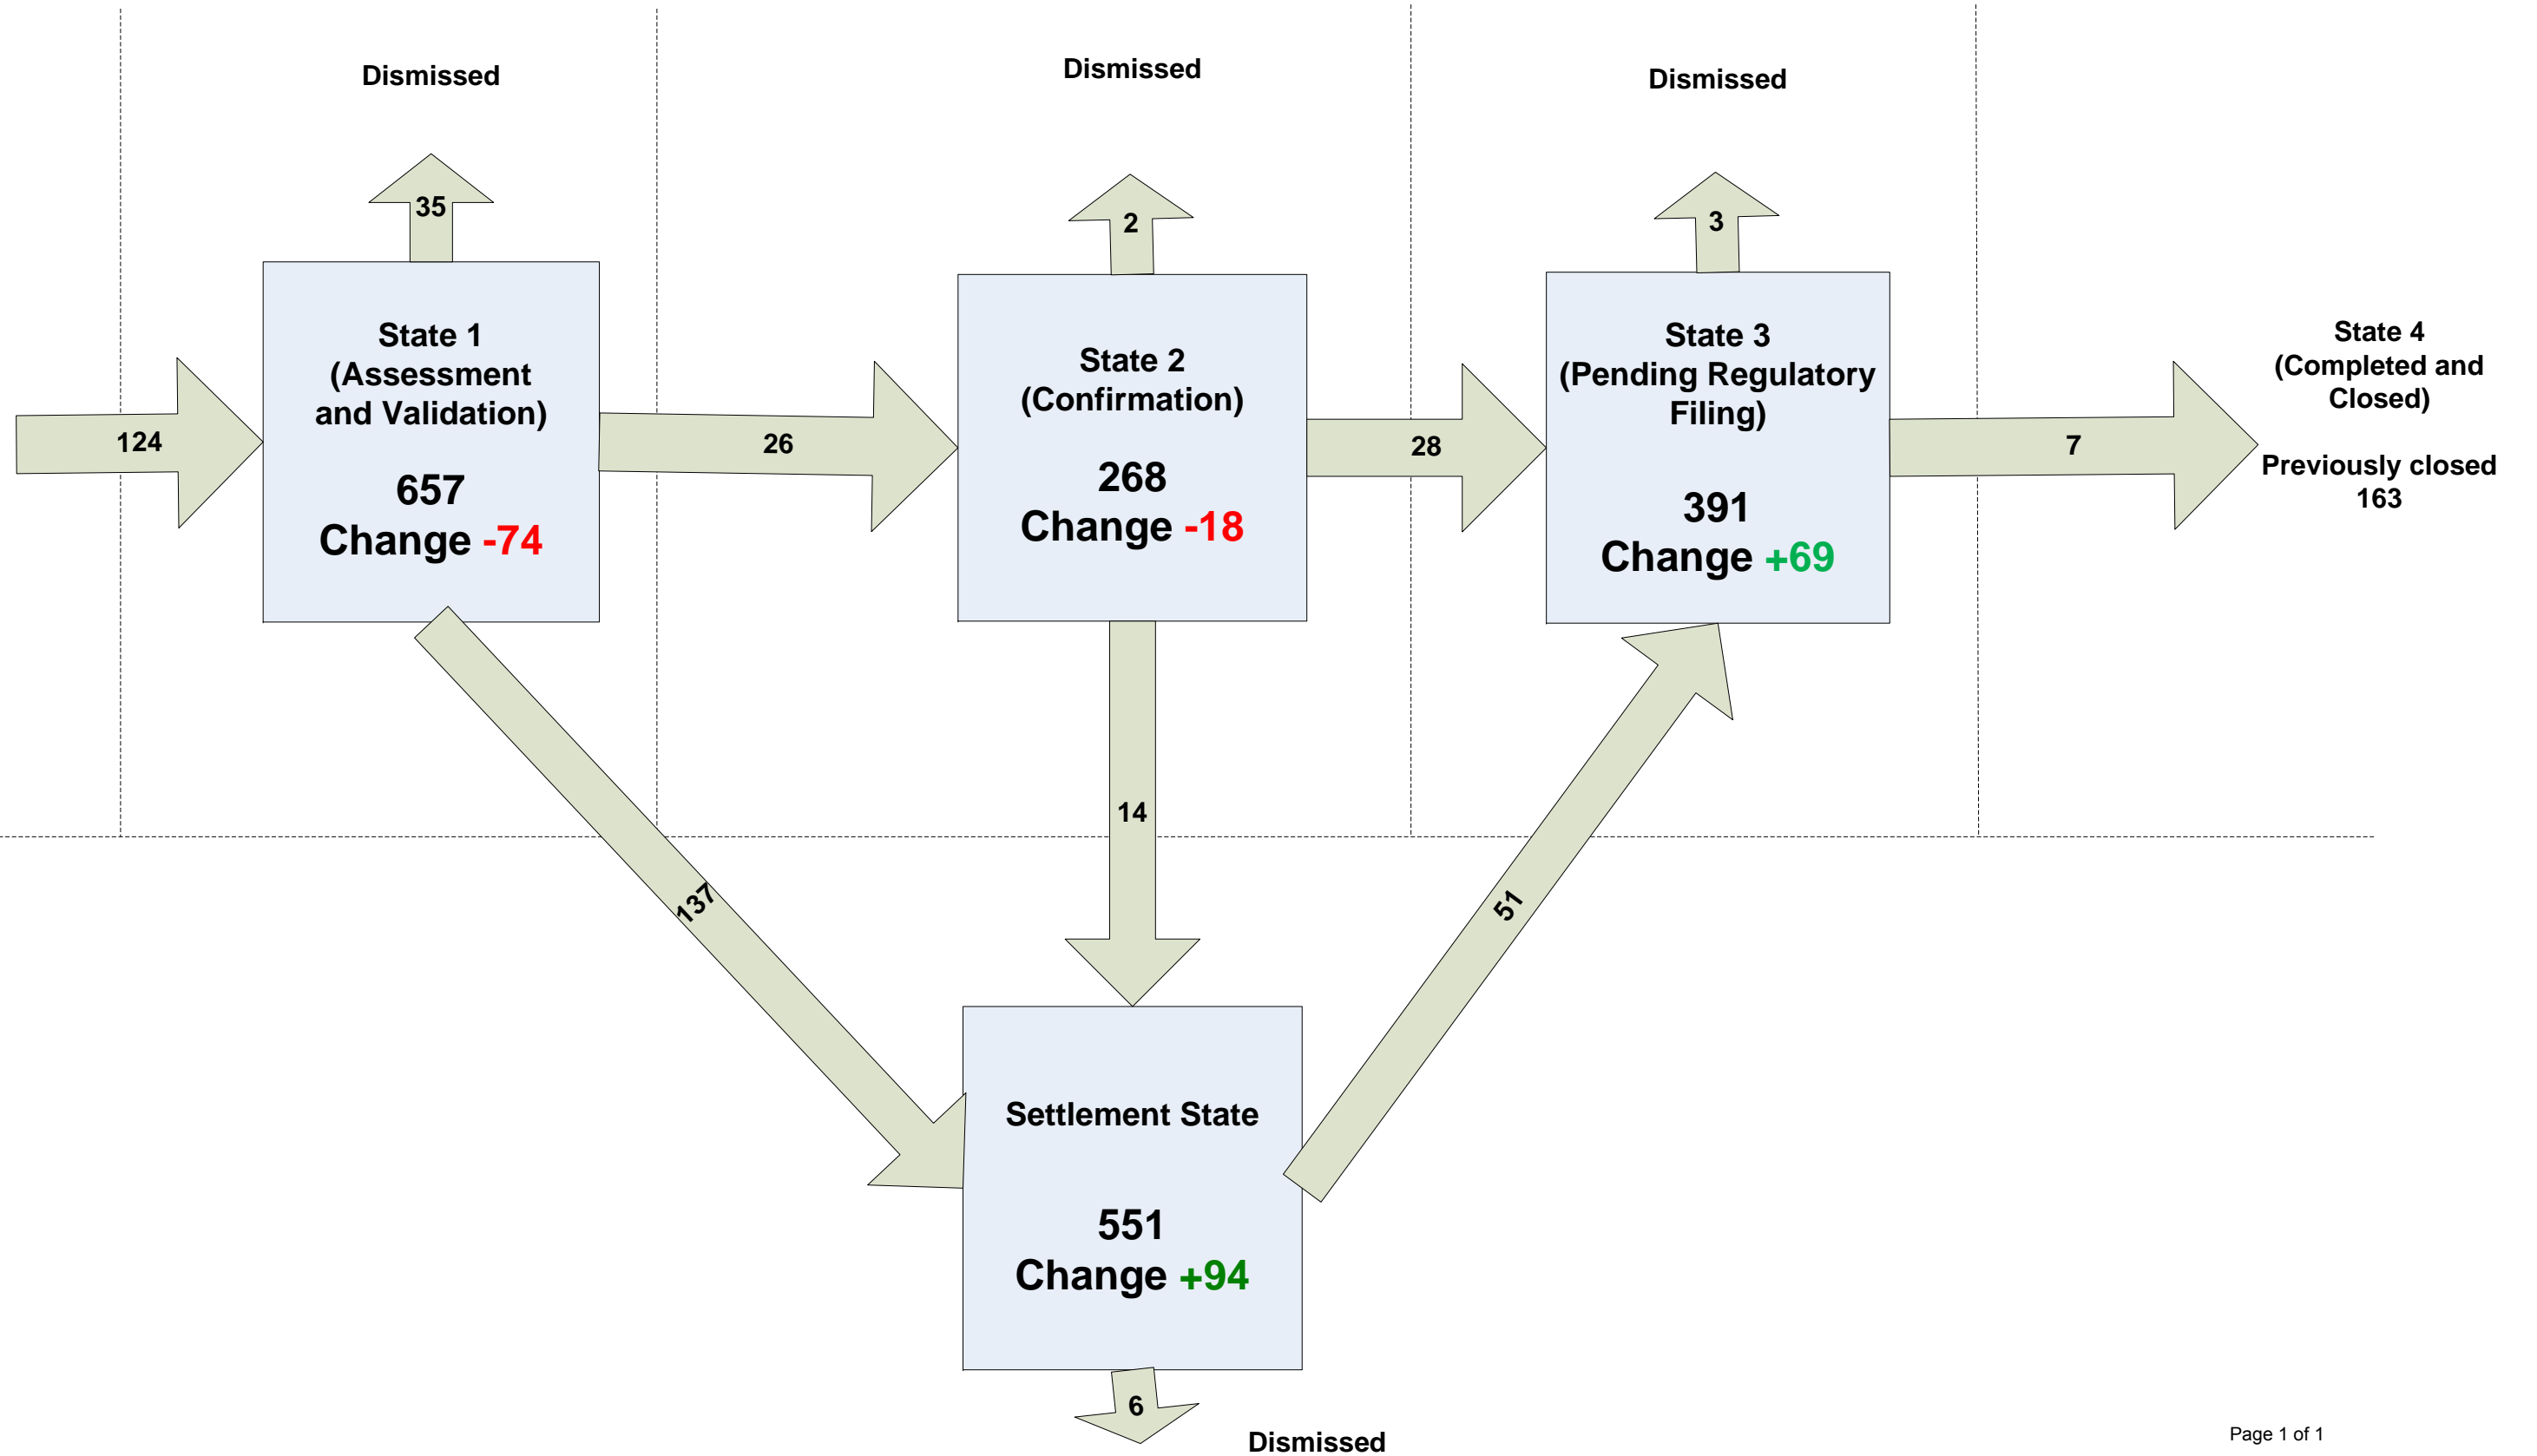 Dismissed
Dismissed
Dismissed
35
2
3
124
State 1
(Assessment
and Validation)
657
Change -74
26
State 2
(Confirmation)
268
Change -18
28
State 3
(Pending Regulatory
Filing)
391
Change +69
7
State 4
(Completed and
Closed)
Previously closed
163
14
137
51
Settlement State
551
Change +94
6
Dismissed
Page 1 of 1